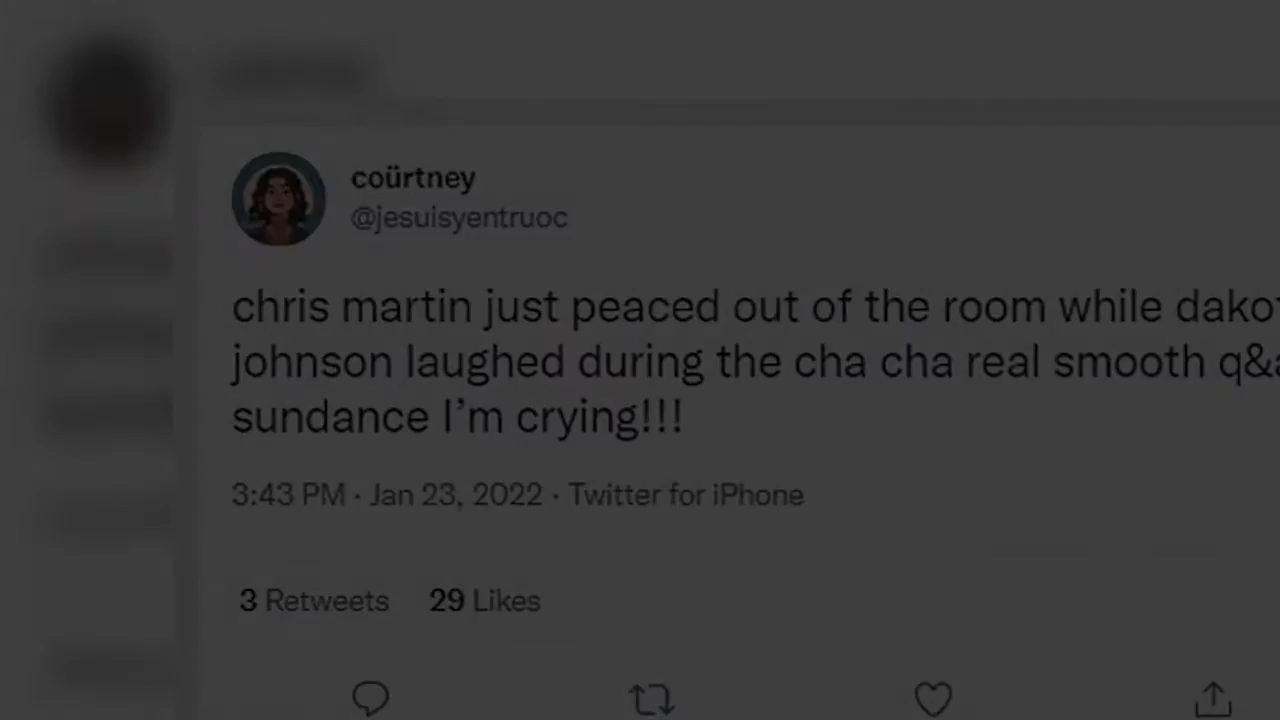 coürtney
@jesuisyentruoc
chris martin just peaced out of the room while
johnson laughed during the cha cha real smooth
sundance I’m crying!!!
3:43 PM · Jan 23, 2022 · Twitter for iPhone
3 Retweets 29 Likes